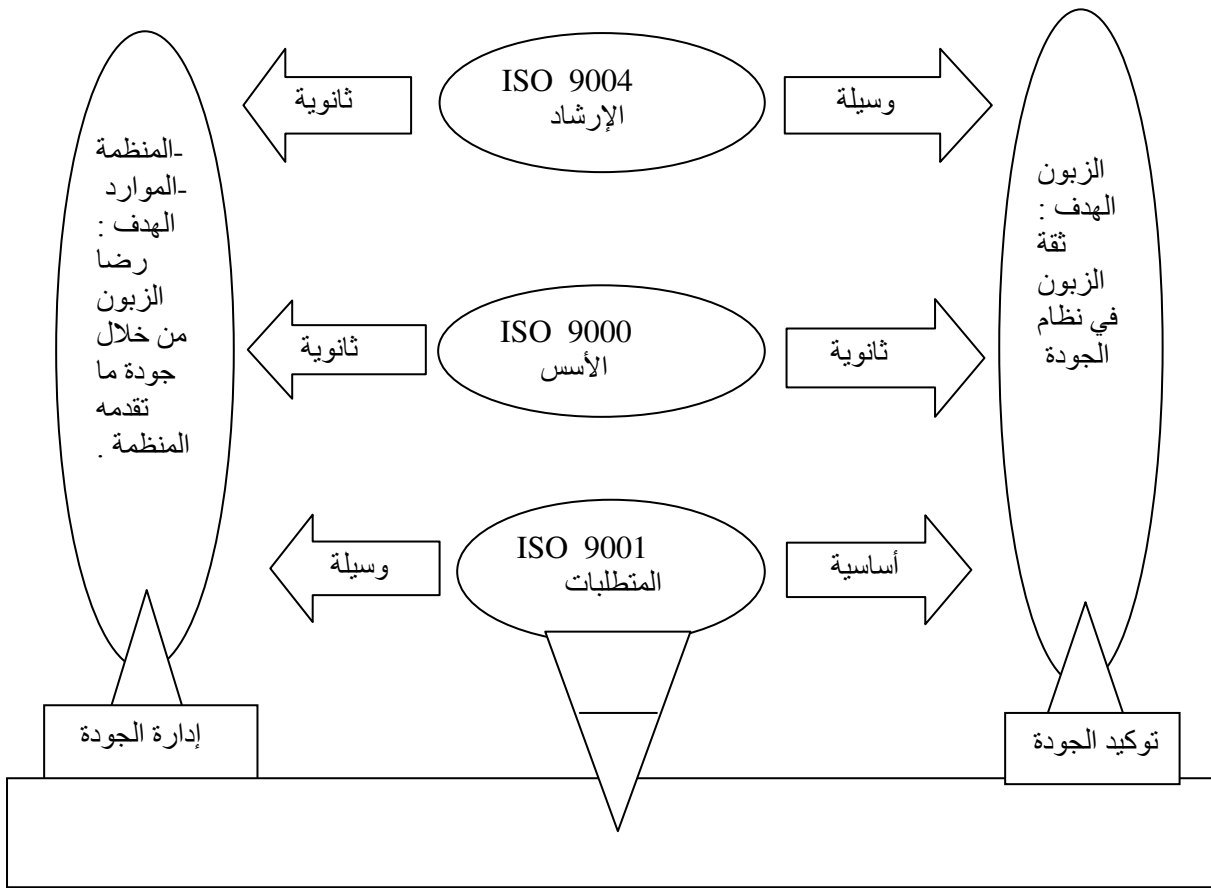 ISO 9004
الإرشاد
وسيلة
ثانوية
الزبون
الهدف :
ثقة
الزبون
في نظام
الجودة
-المنظمة
-الموارد
الهدف :
رضا
الزبون
من خلال
جودة ما
تقدمه
المنظمة .
ISO 9000
الأسس
ثانوية
ثانوية
ISO 9001
المتطلبات
أساسية
وسيلة
توكيد الجودة
إدارة الجودة